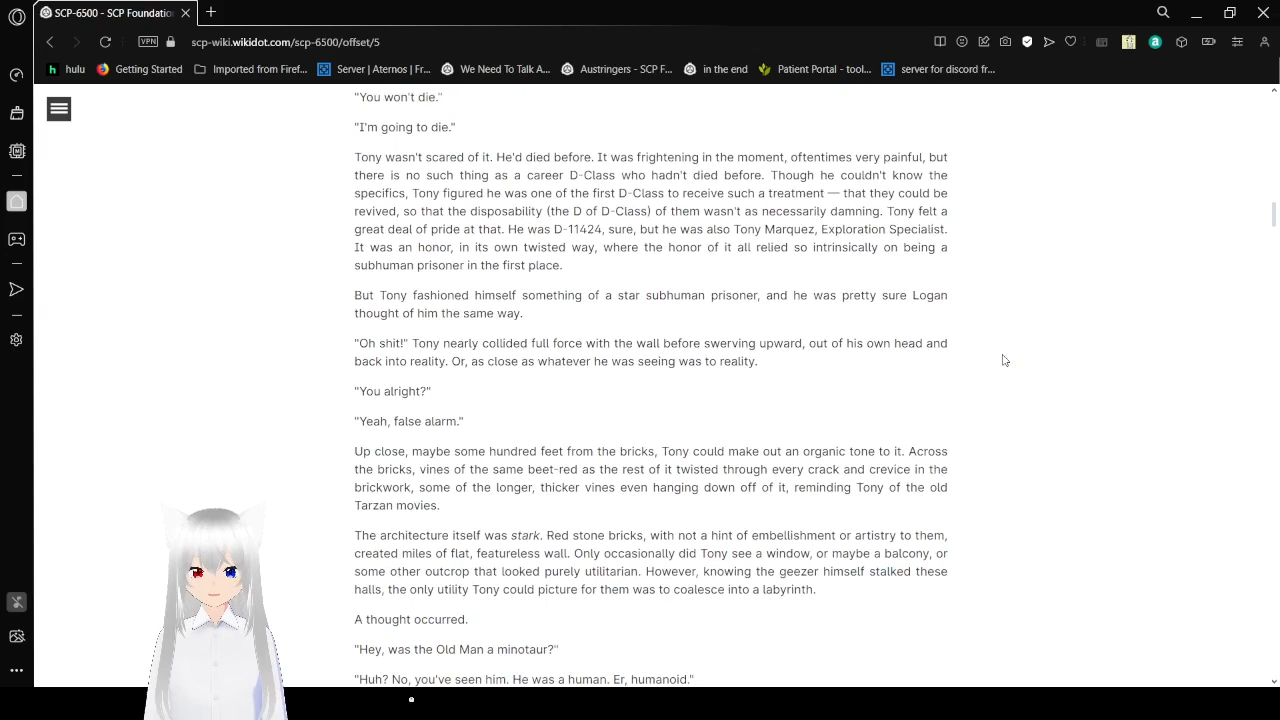 SCP-6500 - SCP Foundatio
VPN
scp-wiki.wikidot.com/scp-6500/offset/5
hulu
Getting Started
Imported from Firef...
Server | Aternos | Fr...
We Need To Talk A...
Austringers - SCP F...
in the end
Patient Portal - tool...
server for discord fr...
"You won't die."
"I'm going to die."
Tony wasn't scared of it. He'd died before. It was frightening in the moment, oftentimes very painful, but
there is no such thing as a career D-Class who hadn't died before. Though he couldn't know the
specifics, Tony figured he was one of the first D-Class to receive such a treatment — that they could be
revived, so that the disposability (the D of D-Class) of them wasn't as necessarily damning. Tony felt a
great deal of pride at that. He was D-11424, sure, but he was also Tony Marquez, Exploration Specialist.
It was an honor, in its own twisted way, where the honor of it all relied so intrinsically on being a
subhuman prisoner in the first place.
But Tony fashioned himself something of a star subhuman prisoner, and he was pretty sure Logan
thought of him the same way.
"Oh shit!" Tony nearly collided full force with the wall before swerving upward, out of his own head and
back into reality. Or, as close as whatever he was seeing was to reality.
"You alright?"
"Yeah, false alarm."
Up close, maybe some hundred feet from the bricks, Tony could make out an organic tone to it. Across
the bricks, vines of the same beet-red as the rest of it twisted through every crack and crevice in the
brickwork, some of the longer, thicker vines even hanging down off of it, reminding Tony of the old
Tarzan movies.
The architecture itself was stark. Red stone bricks, with not a hint of embellishment or artistry to them,
created miles of flat, featureless wall. Only occasionally did Tony see a window, or maybe a balcony, or
some other outcrop that looked purely utilitarian. However, knowing the geezer himself stalked these
halls, the only utility Tony could picture for them was to coalesce into a labyrinth.
A thought occurred.
"Hey, was the Old Man a minotaur?"
"Huh? No, you've seen him. He was a human. Er, humanoid."